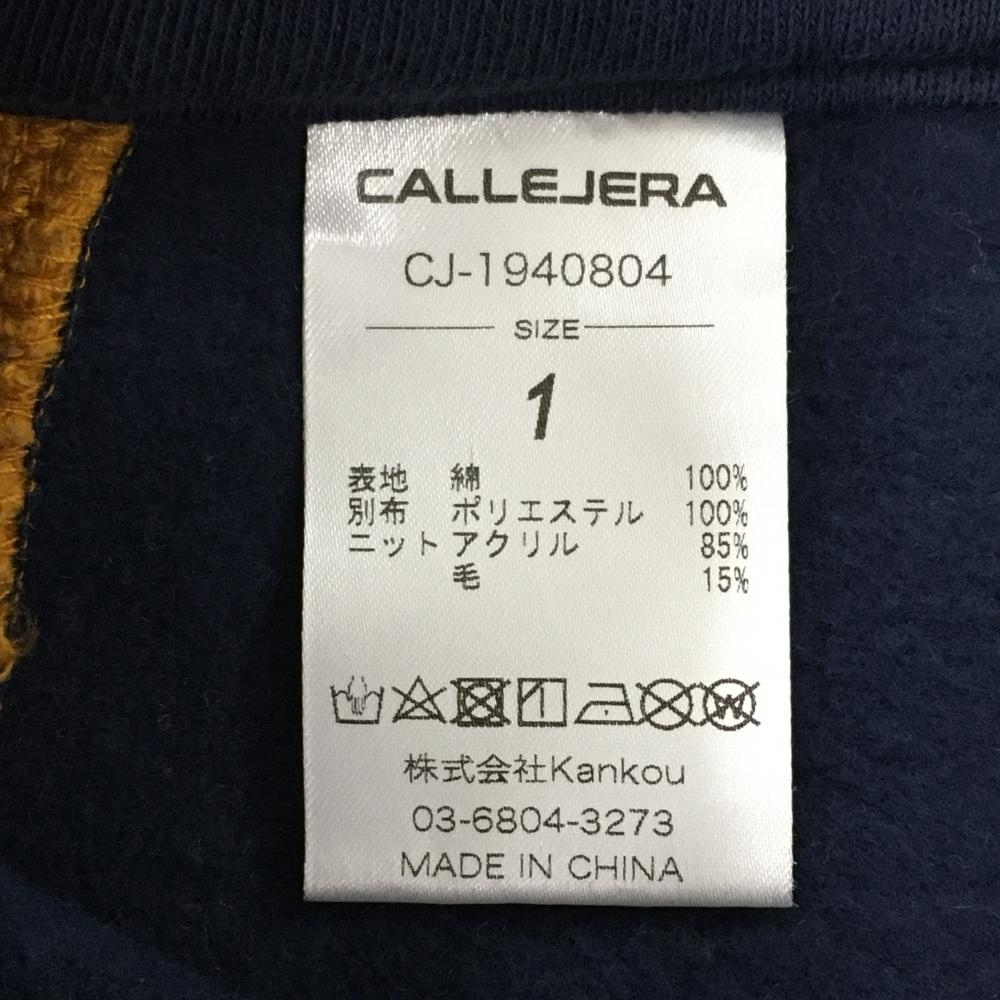 CALLEJERA
CJ-1940804
SIZE
1
表地 綿 100%
別布 ポリエステル 100%
ニット アクリル 85%
毛 15%
株式会社Kankou
03-6804-3273
MADE IN CHINA